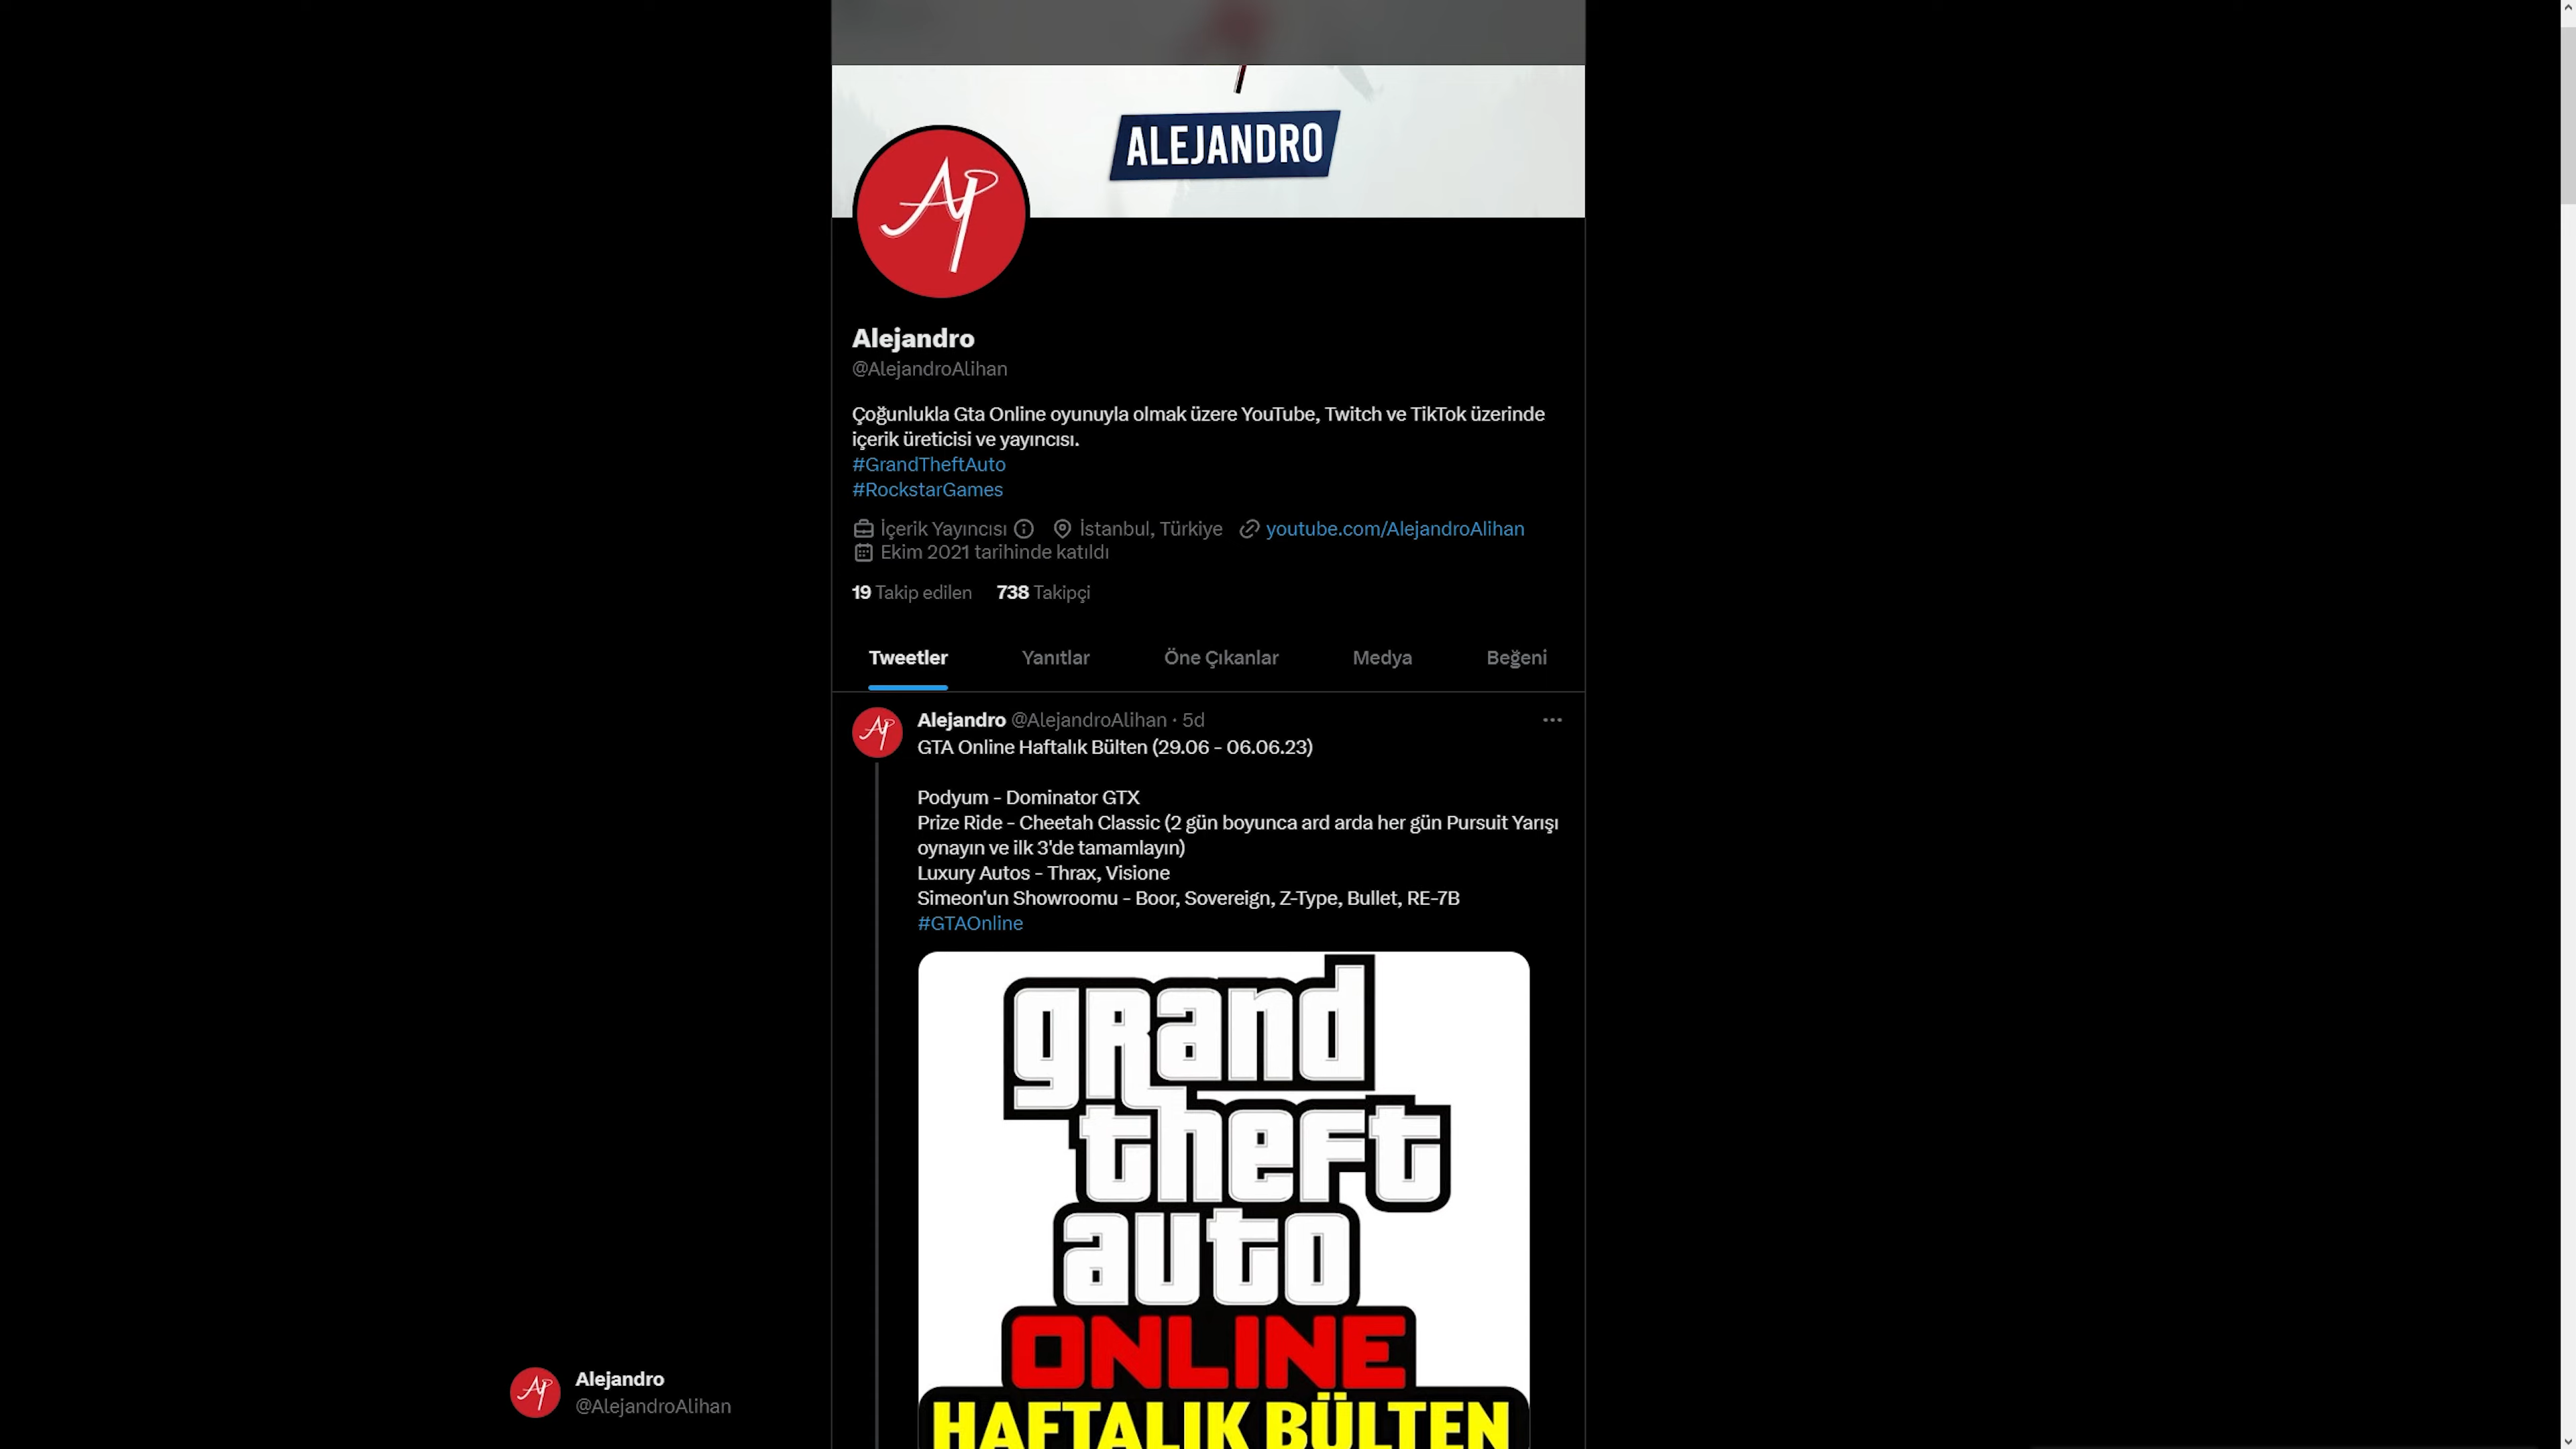 ALEJANDRO
Alejandro
@AlejandroAlihan
Çoğunlukla Gta Online oyunuyla olmak üzere YouTube, Twitch ve TikTok üzerinde
içerik üreticisi ve yayıncısı.
#GrandTheftAuto
#RockstarGames
İçerik Yayıncısı İstanbul, Türkiye youtube.com/AlejandroAlihan
Ekim 2021 tarihinde katıldı
19 Takip edilen 738 Takipçi
Tweetler Yanıtlar Öne Çıkanlar Medya Beğeni
Alejandro @AlejandroAlihan · 5d
GTA Online Haftalık Bülten (29.06 - 06.06.23)
Podyum - Dominator GTX
Prize Ride - Cheetah Classic (2 gün boyunca ard arda her gün Pursuit Yarışı
oynayın ve ilk 3'de tamamlayın)
Luxury Autos - Thrax, Visione
Simeon'un Showroomu - Boor, Sovereign, Z-Type, Bullet, RE-7B
#GTAOnline
grand
theft
auto
ONLINE
HAFTALIK BÜLTEN
Alejandro
@AlejandroAlihan